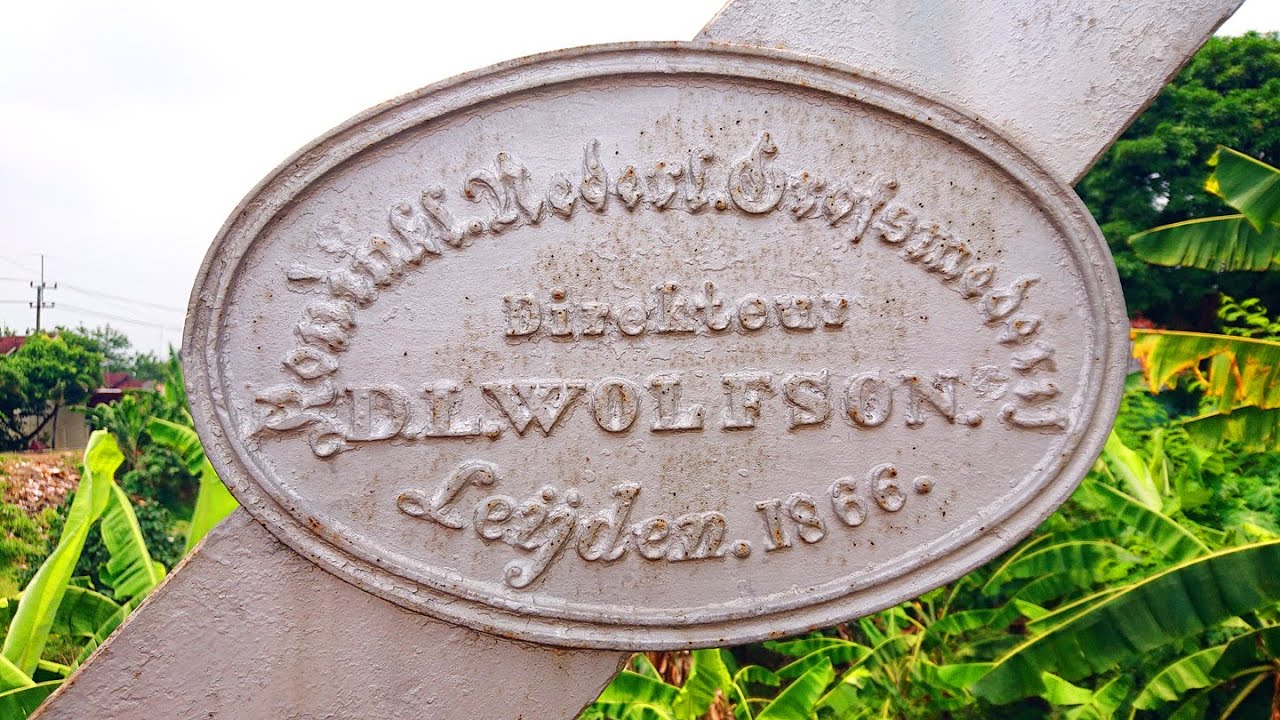 Koninkl. Nederl. Grofsmederij
Direkteur
D.L. WOLFSON.
Leijden. 1866.